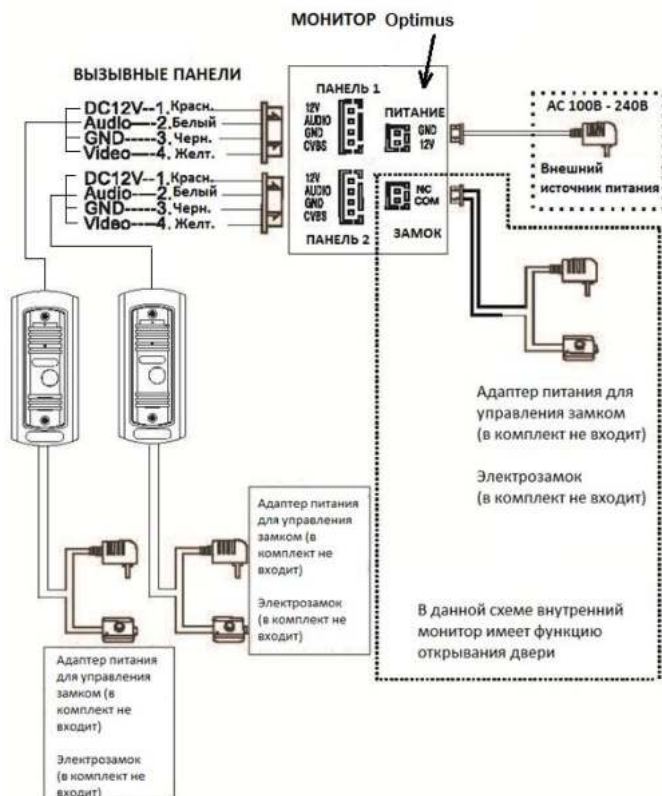 МОНИТОР Optimus
ВЫЗЫВНЫЕ ПАНЕЛИ
DC12V--1. Красн.
Audio---2. Белый
GND-----3. Черн.
Video---4. Желт.
DC12V--1. Красн.
Audio---2. Белый
GND-----3. Черн.
Video----4. Желт.
ПАНЕЛЬ 1
12V
AUDIO
GND
CVBS
12V
AUDIO
GND
CVBS
ПАНЕЛЬ 2
ПИТАНИЕ
GND
12V
NC
COM
ЗАМОК
AC 100В - 240В
Внешний
источник питания
Адаптер питания для
управления замком
(в комплект не входит)
Электрозамок
(в комплект не входит)
В данной схеме внутренний
монитор имеет функцию
открывания двери
Адаптер питания
для управления
замком (в
комплект не
входит)
Электрозамок
(в комплект не
входит)
Адаптер питания
для управления
замком (в
комплект не
входит)
Электрозамок
(в комплект не
входит)